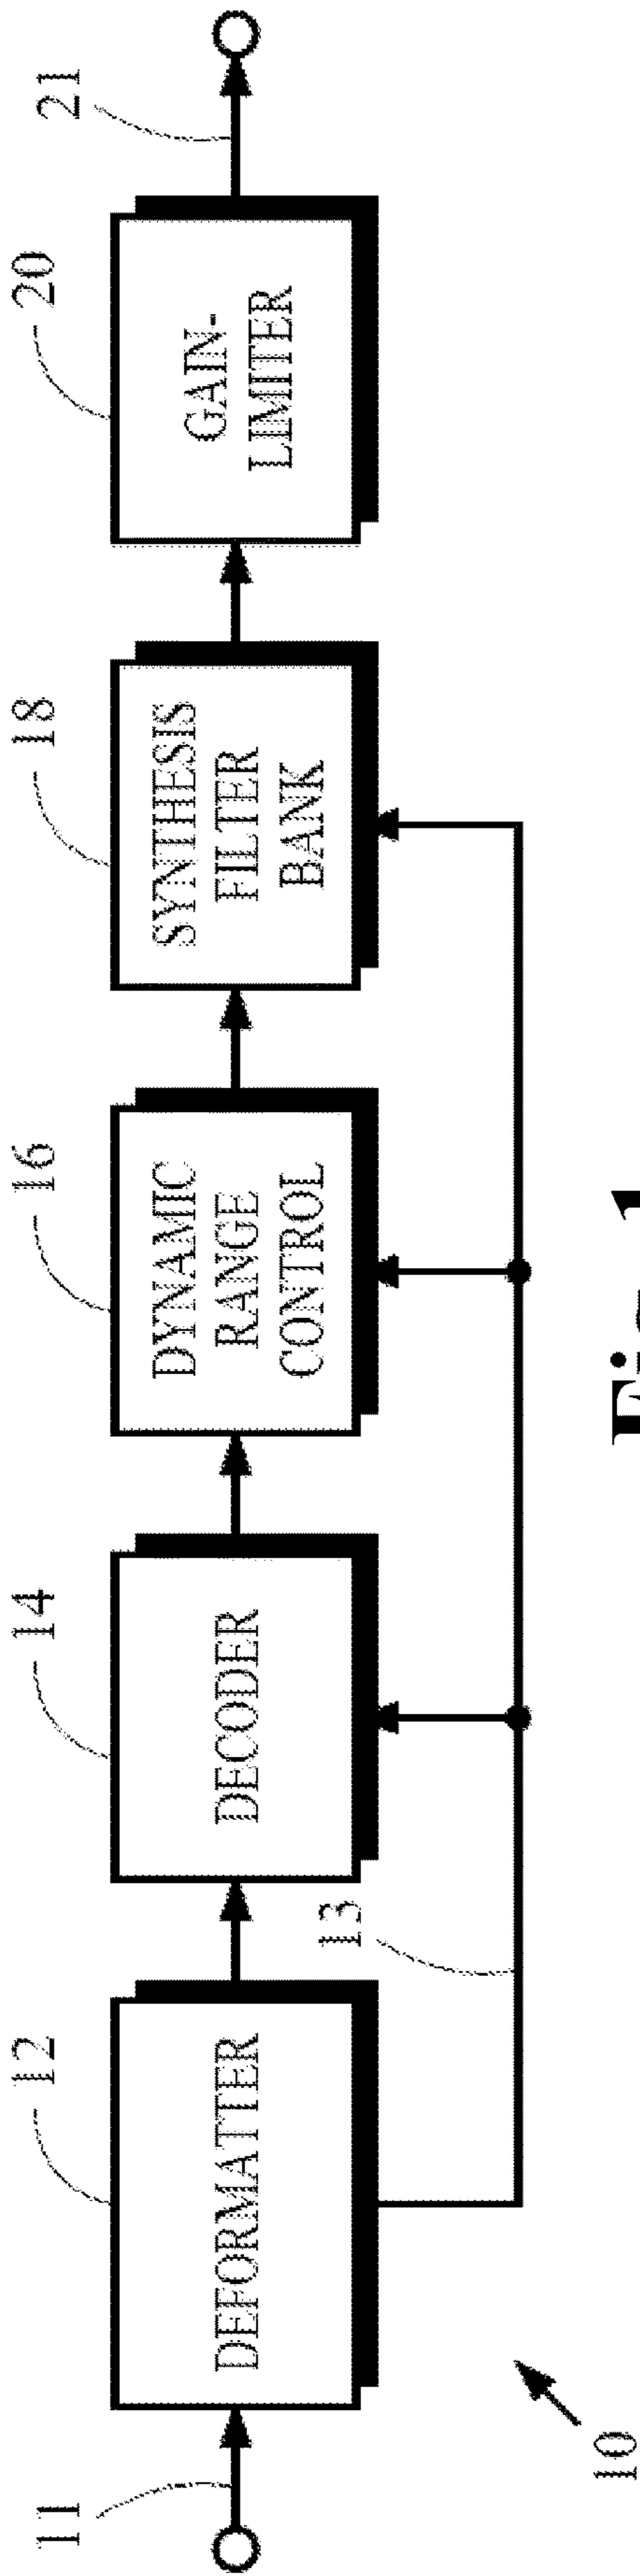 11
12
DEFORMATTER
13
14
DECODER
16
DYNAMIC
RANGE
CONTROL
18
SYNTHESIS
FILTER
BANK
20
GAIN-
LIMITER
21
10